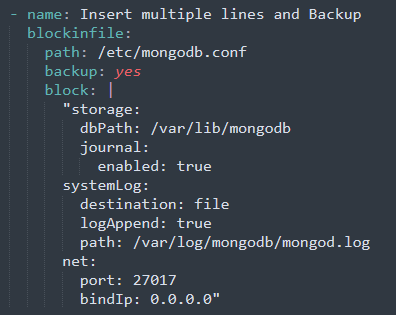 - name: Insert multiple lines and Backup
  blockinfile:
    path: /etc/mongodb.conf
    backup: yes
    block: |
      "storage:
        dbPath: /var/lib/mongodb
        journal:
          enabled: true
      systemLog:
        destination: file
        logAppend: true
        path: /var/log/mongodb/mongod.log
      net:
        port: 27017
        bindIp: 0.0.0.0"